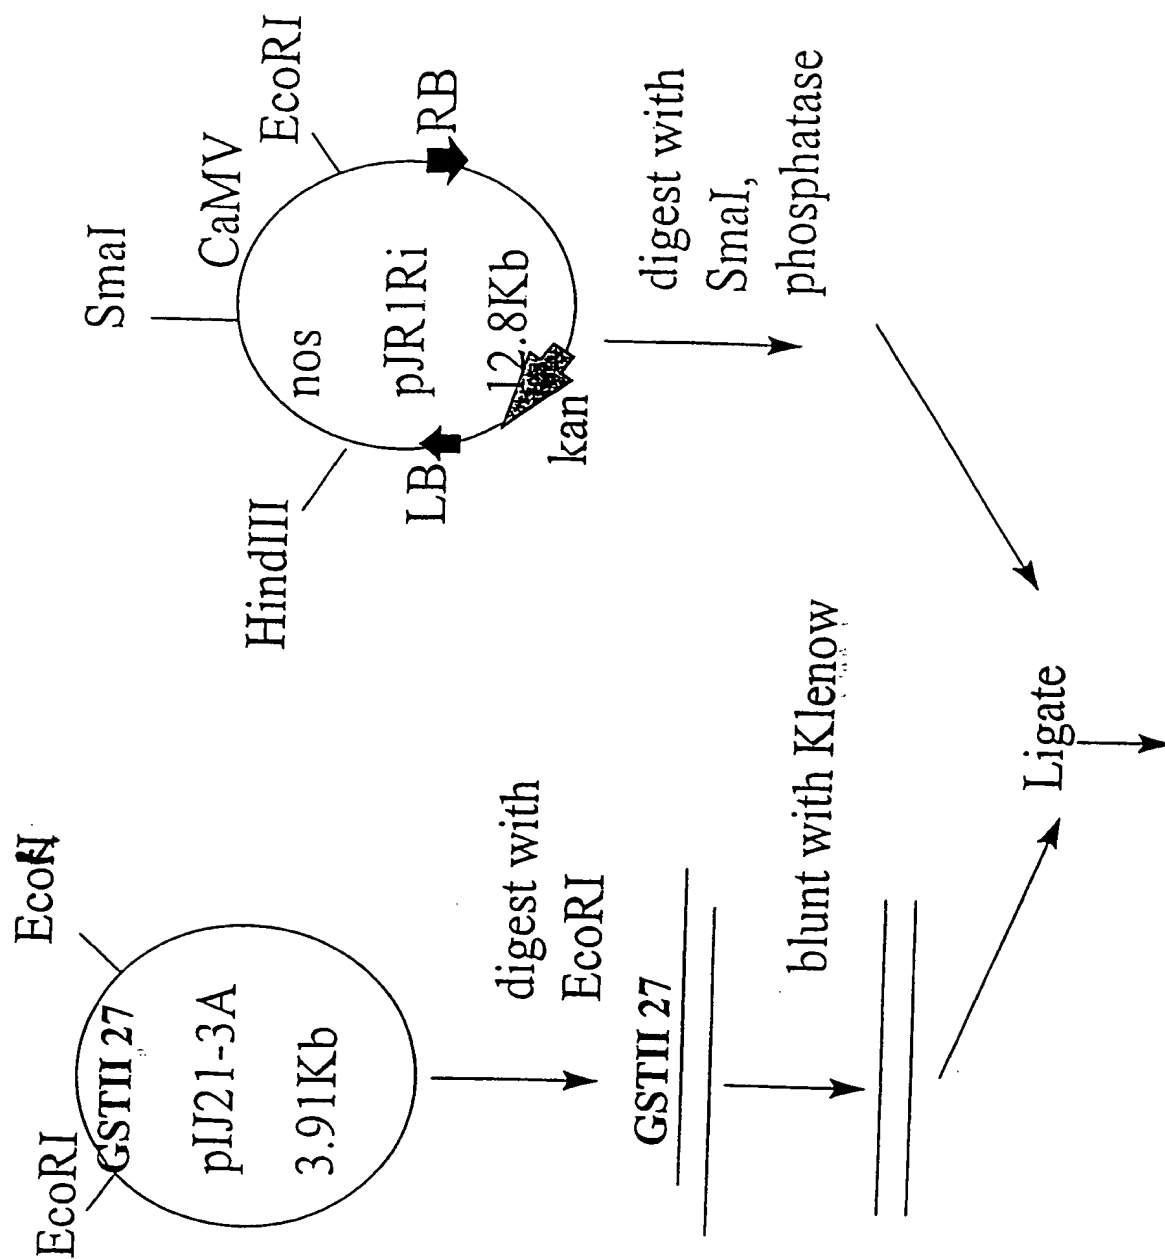 EcoRI
EcoRI
GSTII 27
pIJ21-3A
3.91Kb
digest with
EcoRI
GSTII 27
blunt with Klenow
SmaI
HindIII
CaMV
EcoRI
nos
pJR1Ri
12.8Kb
LB
RB
kan
digest with
SmaI,
phosphatase
Ligate